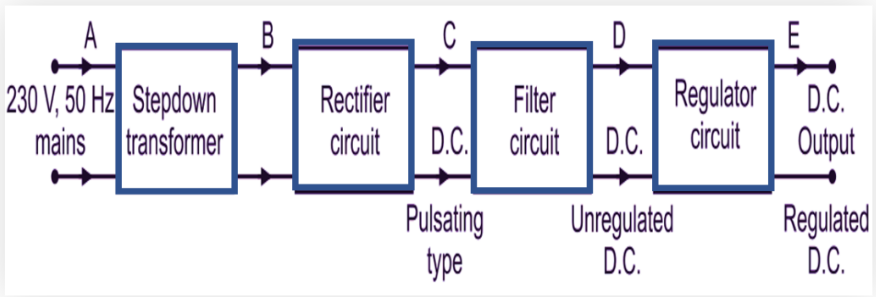 A
B
C
D
E
230 V, 50 Hz
mains
Stepdown
transformer
Rectifier
circuit
D.C.
Pulsating
type
Filter
circuit
D.C.
Unregulated
D.C.
Regulator
circuit
D.C.
Output
Regulated
D.C.